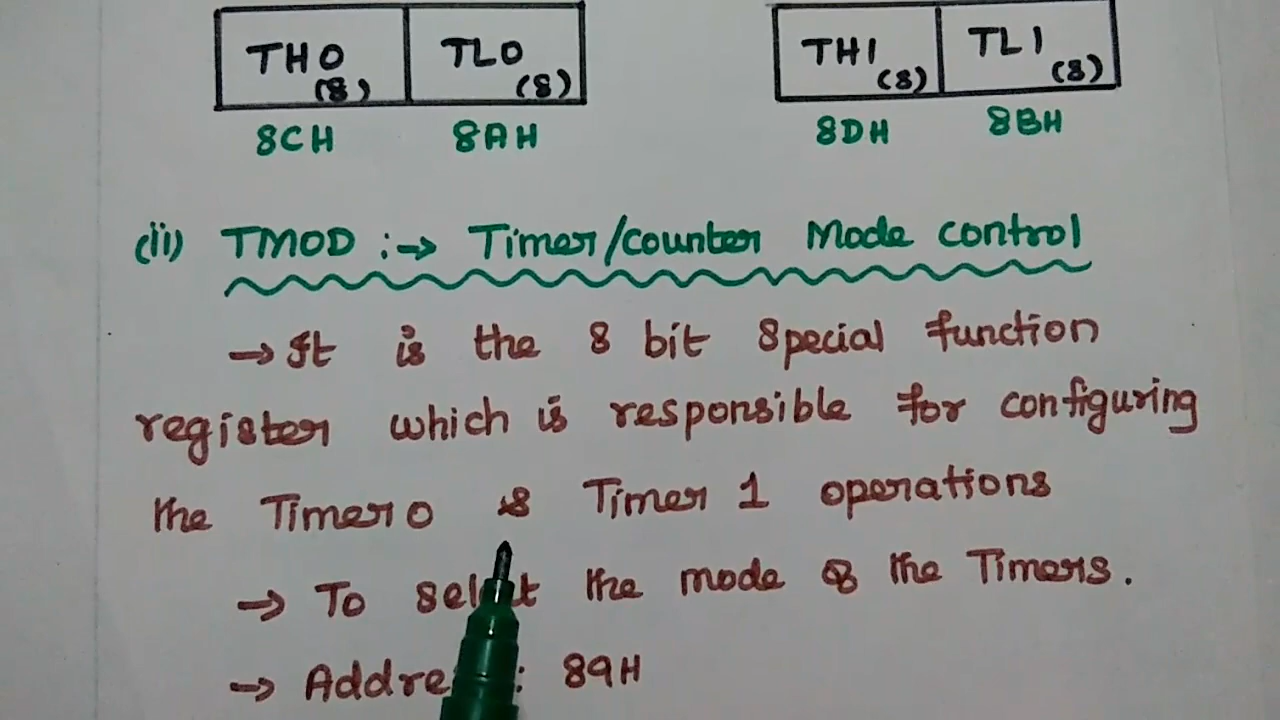 TH0 (8) TL0 (8) TH1 (8) TL1 (8)
8CH 8AH 8DH 8BH
(ii) TMOD :→ Timer/counter Mode control
→ It is the 8 bit Special function
register which is responsible for configuring
the Timer 0 & Timer 1 operations
→ To the mode of the Timers.
→ : 89H